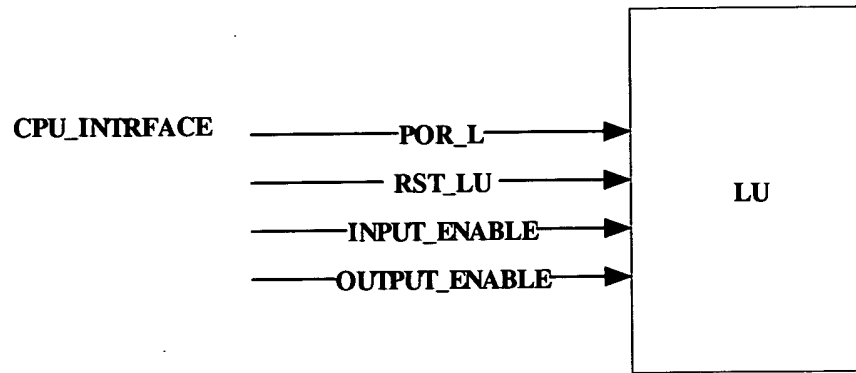 CPU_INTRFACE
POR_L
RST_LU
INPUT_ENABLE
OUTPUT_ENABLE
LU